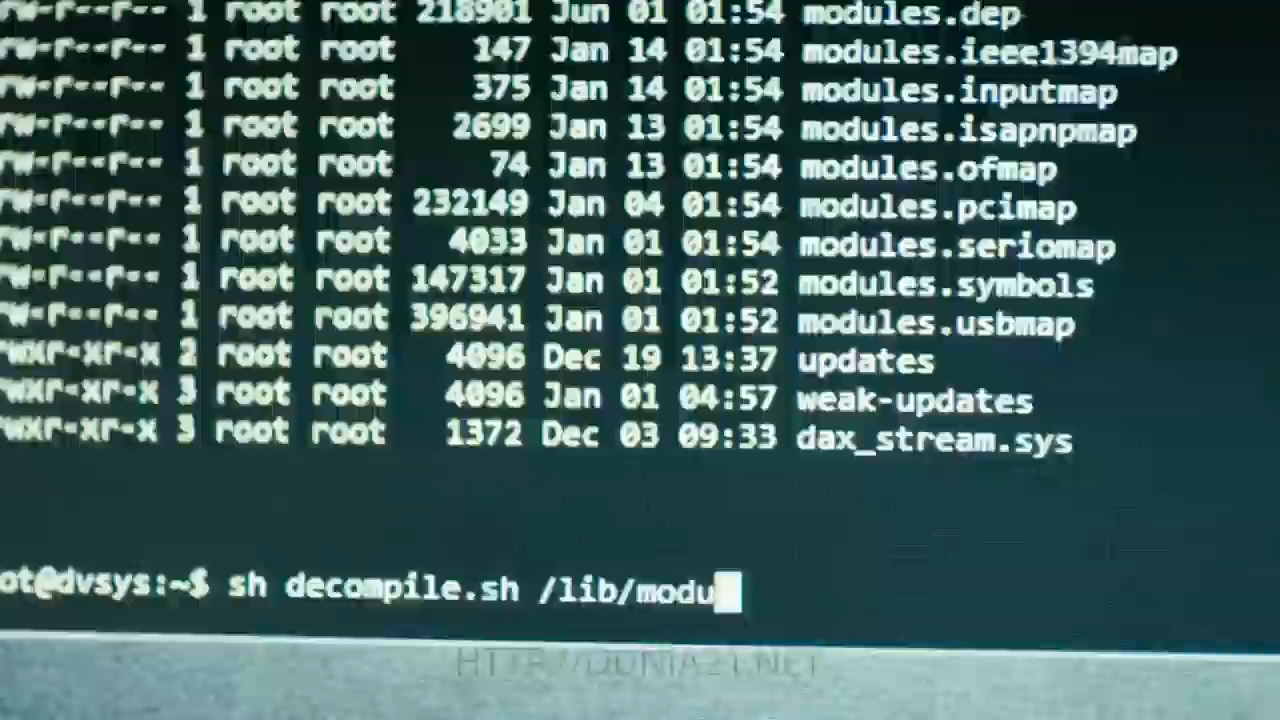 rw-r--r-- 1 root root 218901 Jun 01 01:54 modules.dep
rw-r--r-- 1 root root 147 Jan 14 01:54 modules.ieee1394map
rw-r--r-- 1 root root 375 Jan 14 01:54 modules.inputmap
rw-r--r-- 1 root root 2699 Jan 13 01:54 modules.isapnpmap
rw-r--r-- 1 root root 74 Jan 13 01:54 modules.ofmap
rw-r--r-- 1 root root 232149 Jan 04 01:54 modules.pcimap
rw-r--r-- 1 root root 4033 Jan 01 01:54 modules.seriomap
rw-r--r-- 1 root root 147317 Jan 01 01:52 modules.symbols
rw-r--r-- 1 root root 396941 Jan 01 01:52 modules.usbmap
rwxr-xr-x 2 root root 4096 Dec 19 13:37 updates
rwxr-xr-x 3 root root 4096 Jan 01 04:57 weak-updates
rwxr-xr-x 3 root root 1372 Dec 03 09:33 dax_stream.sys
ot@dvsys:~$ sh decompile.sh /lib/modu
HTTP://DUNIA21.NET